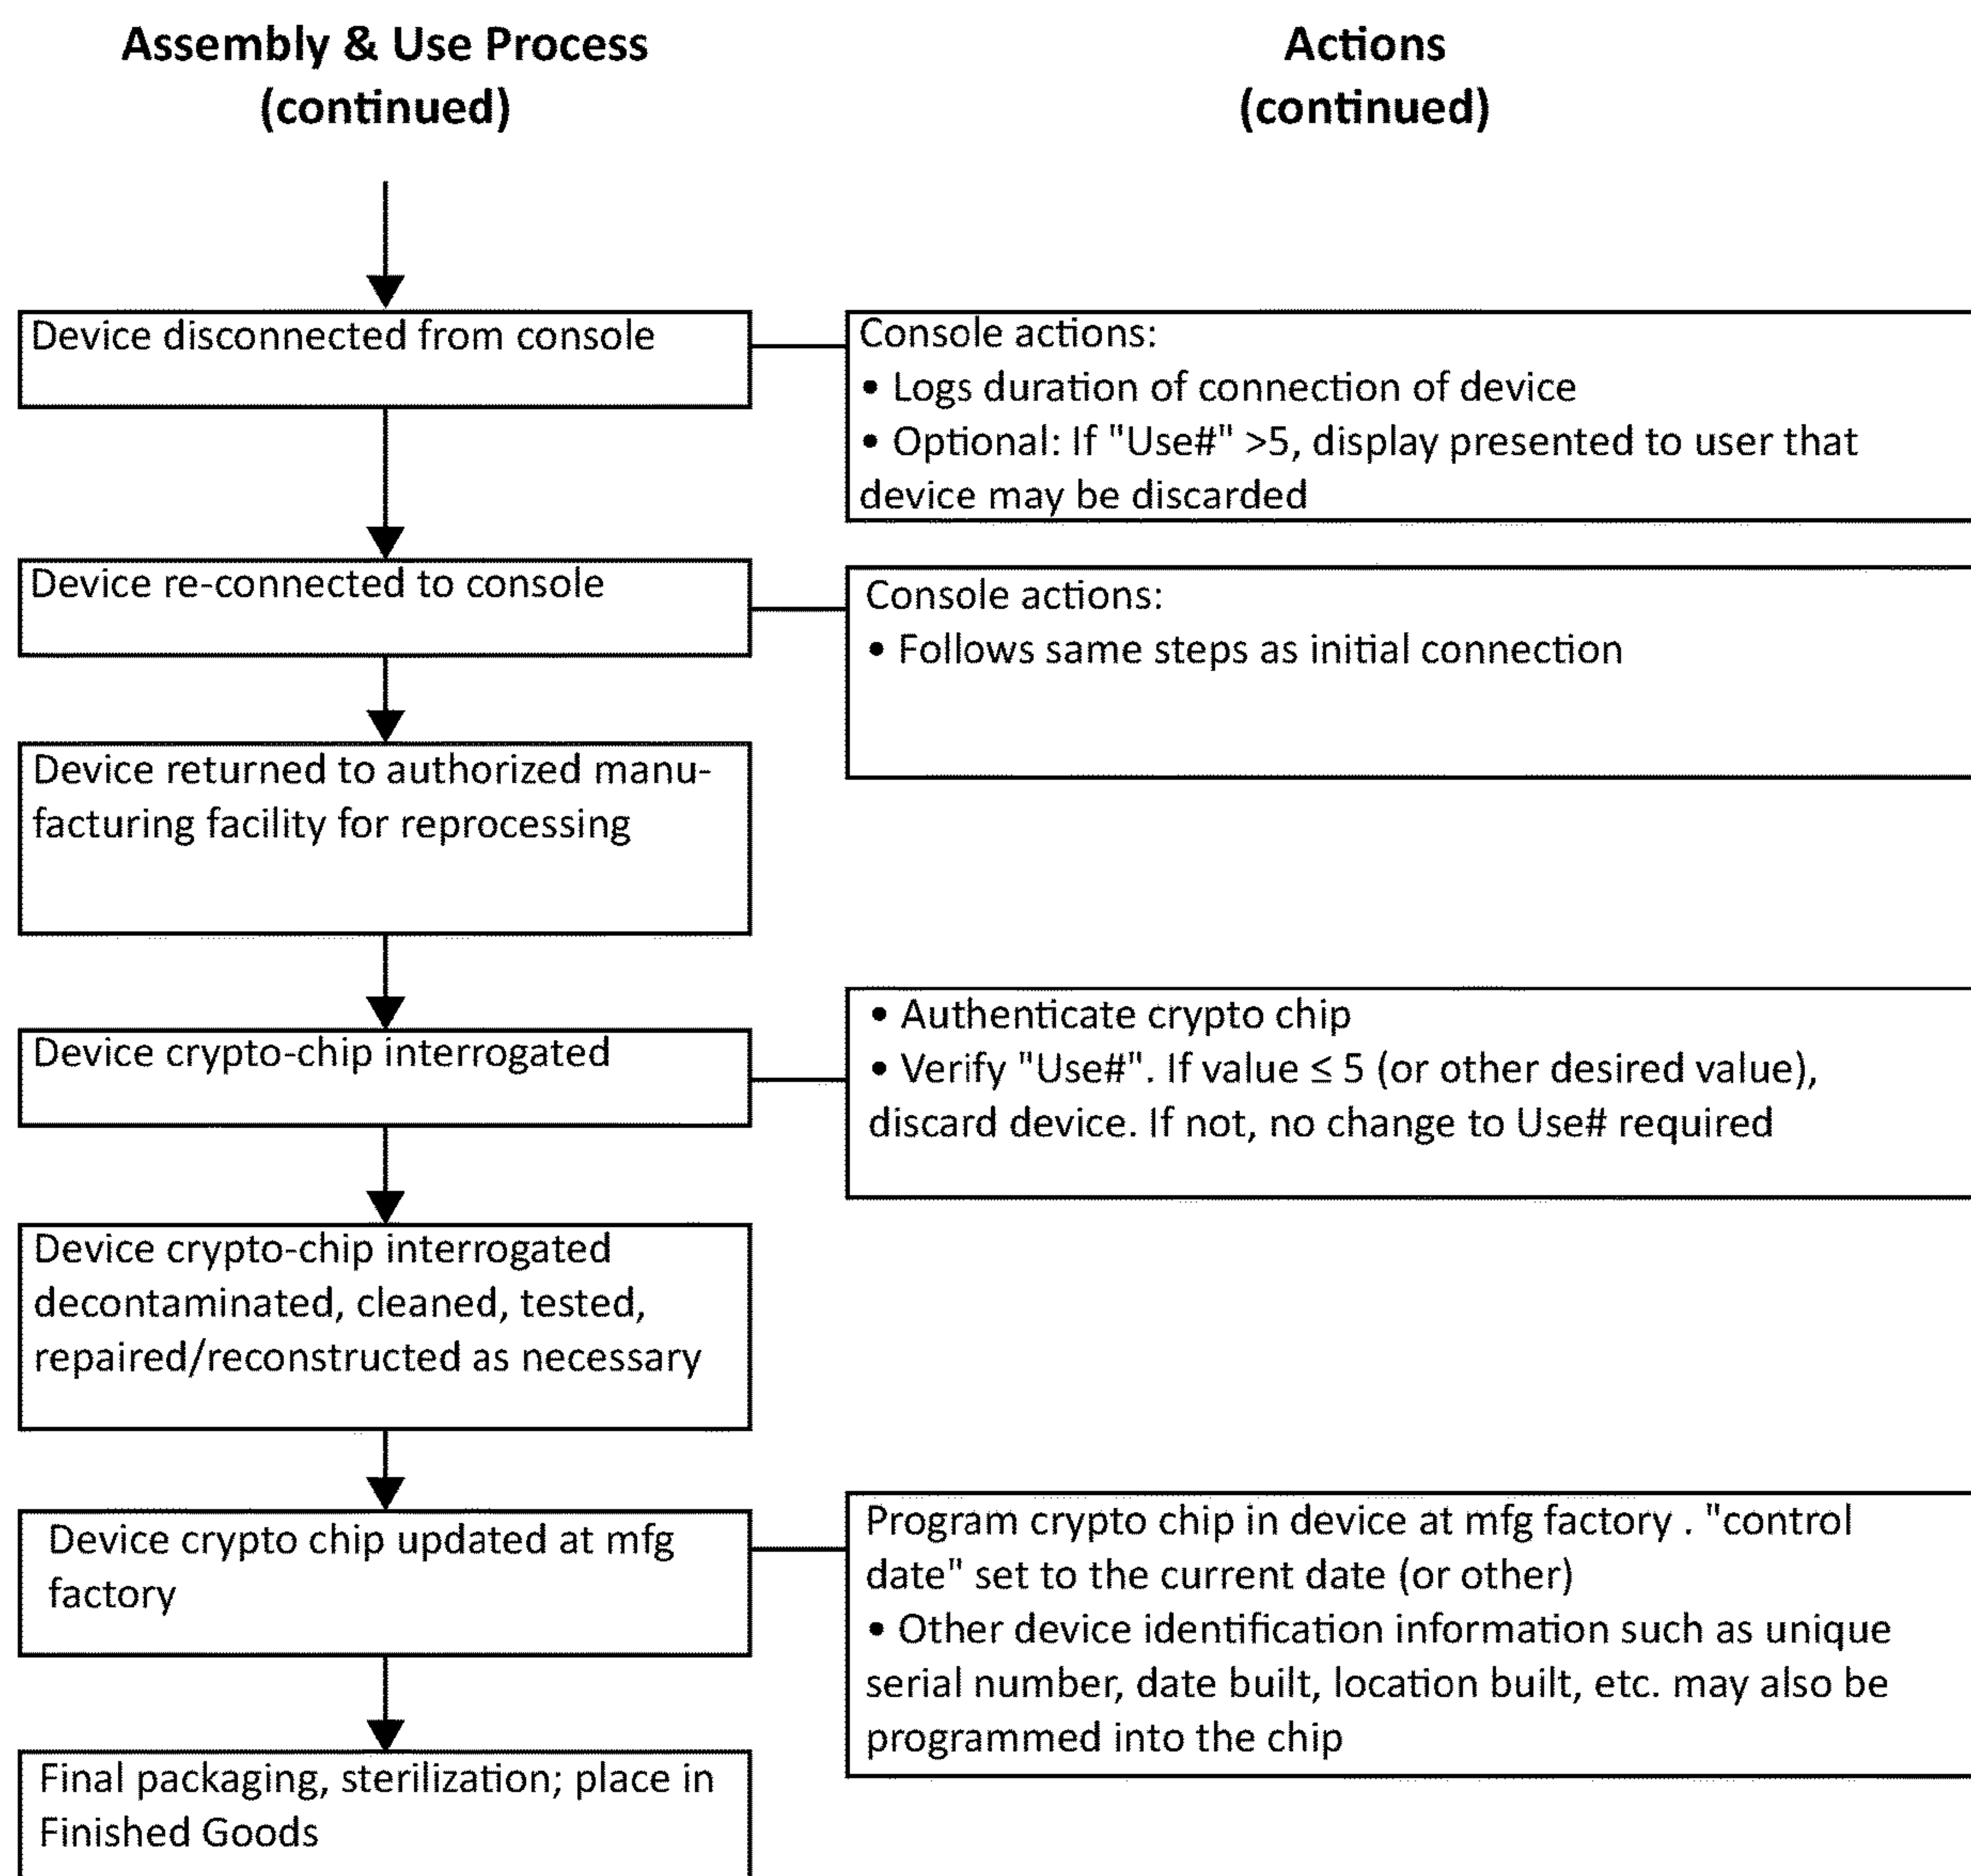 Assembly & Use Process
(continued)
Actions
(continued)
Device disconnected from console
Console actions:
• Logs duration of connection of device
• Optional: If "Use#" >5, display presented to user that
device may be discarded
Device re-connected to console
Console actions:
• Follows same steps as initial connection
Device returned to authorized manu-
facturing facility for reprocessing
Device crypto-chip interrogated
• Authenticate crypto chip
• Verify "Use#". If value ≤ 5 (or other desired value),
discard device. If not, no change to Use# required
Device crypto-chip interrogated
decontaminated, cleaned, tested,
repaired/reconstructed as necessary
Device crypto chip updated at mfg
factory
Program crypto chip in device at mfg factory . "control
date" set to the current date (or other)
• Other device identification information such as unique
serial number, date built, location built, etc. may also be
programmed into the chip
Final packaging, sterilization; place in
Finished Goods